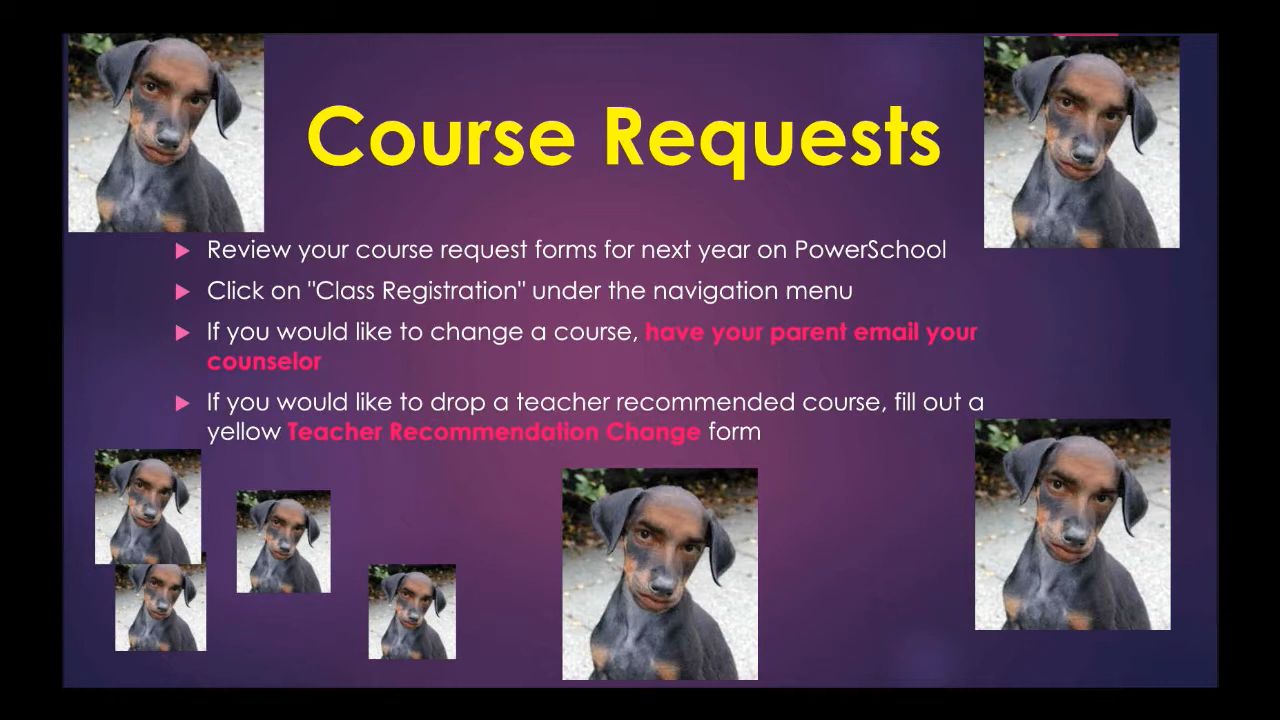 Course Requests
Review your course request forms for next year on PowerSchool
Click on "Class Registration" under the navigation menu
If you would like to change a course, have your parent email your
counselor
If you would like to drop a teacher recommended course, fill out a
yellow Teacher Recommendation Change form